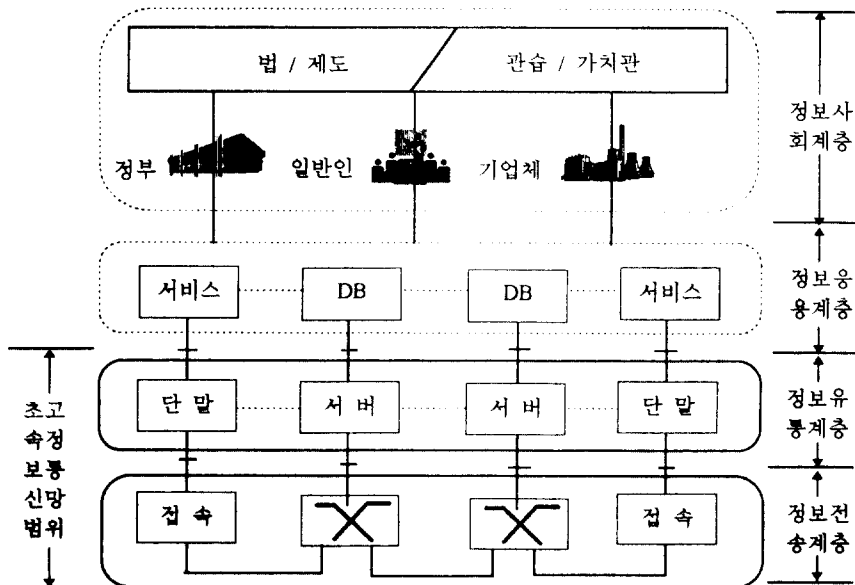 법 / 제도
관습 / 가치관
정부
일반인
기업체
정보사
회계층
서비스
DB
DB
서비스
정보응
용계층
단 말
서 버
서 버
단 말
정보유
통계층
초고
속정
보통
신망
범위
접 속
접 속
정보전
송계층